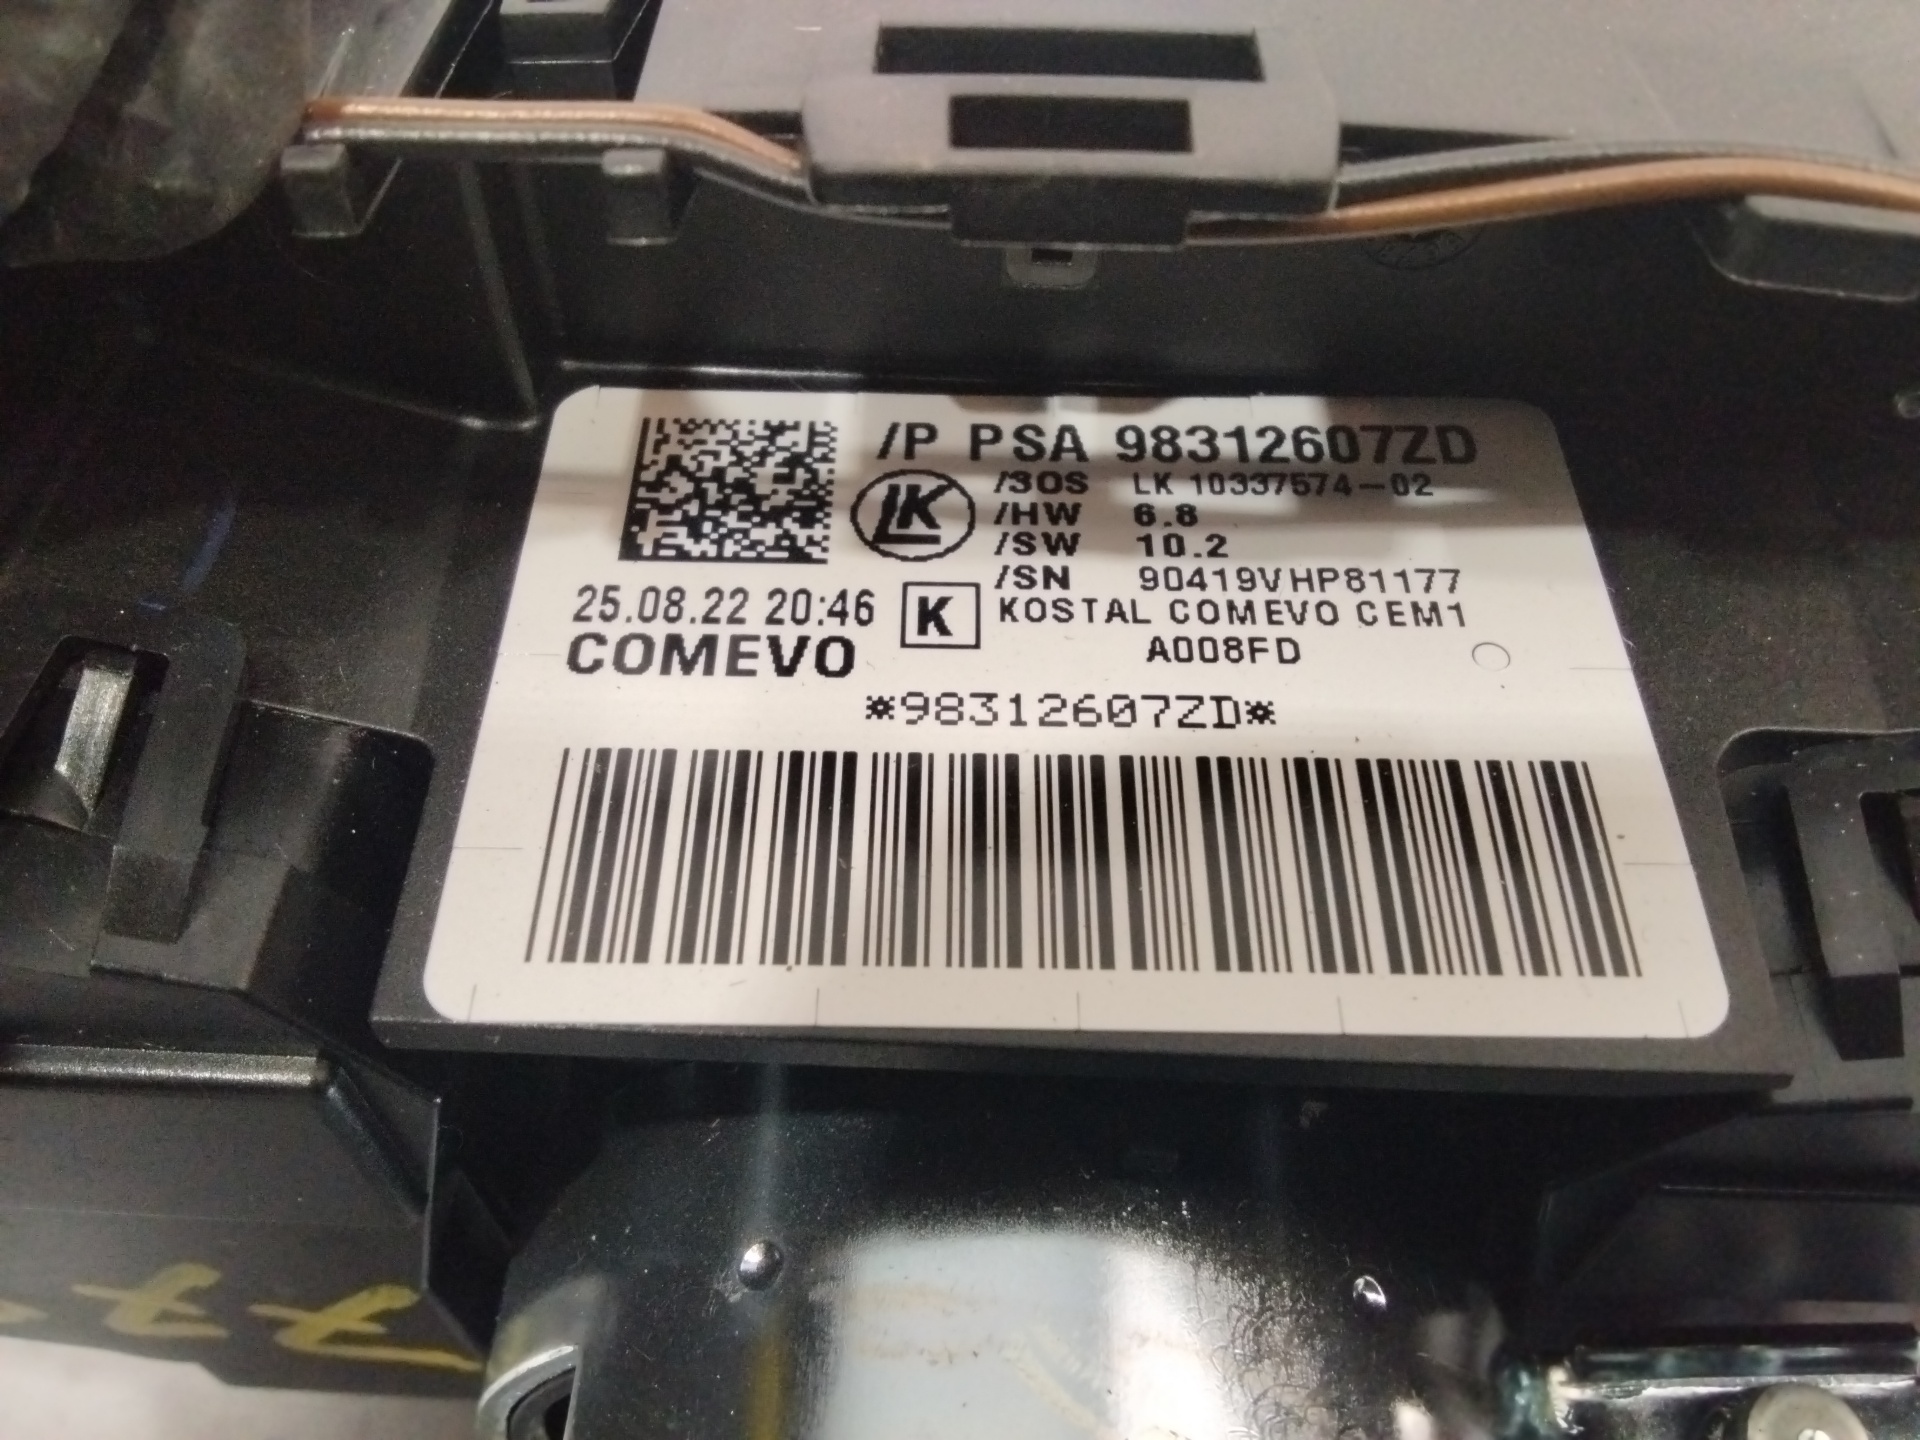 /P PSA 98312607ZD
LK
/3OS LK 10337574-02
/HW 6.8
/SW 10.2
/SN 90419VHP81177
25.08.22 20:46 K KOSTAL COMEVO CEM1
COMEVO A008FD
*98312607ZD*